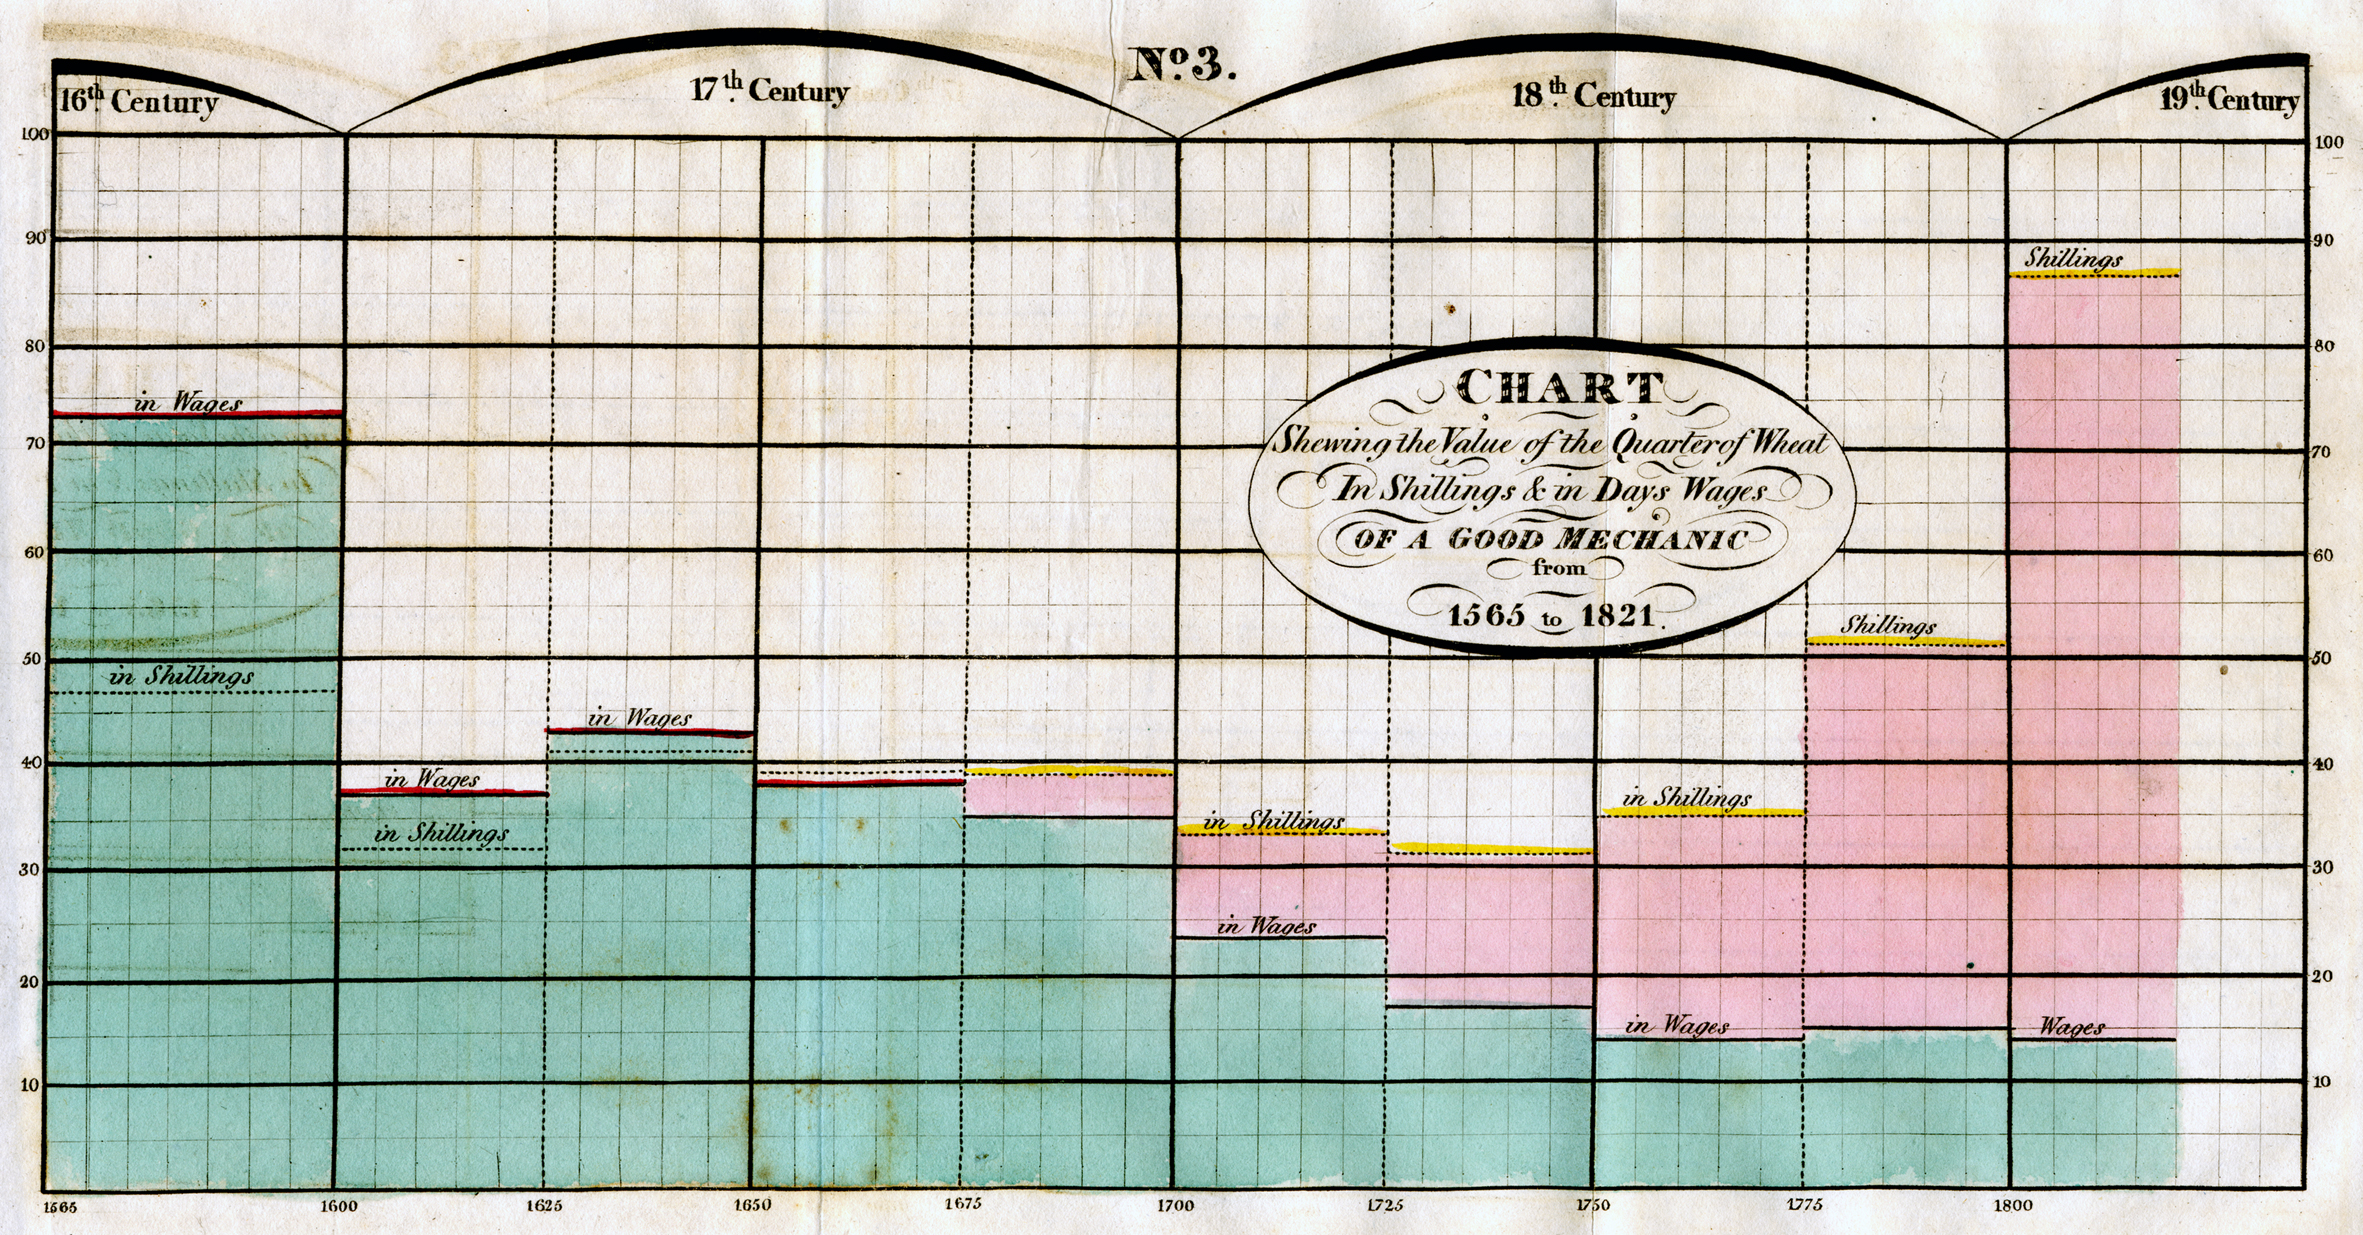 No. 3.
16th Century
17th Century
18th Century
19th Century
100
100
90
90
Shillings
80
80
CHART
in Wages
70
Shewing the Value of the Quarter of Wheat
70
In Shillings & in Days Wages
OF A GOOD MECHANIC
60
60
from
1565 to 1821.
Shillings
50
50
in Shillings
in Wages
40
40
in Wages
in Shillings
in Shillings
in Shillings
30
30
in Wages
20
20
in Wages
Wages
10
10
1565
1600
1625
1650
1675
1700
1725
1750
1775
1800